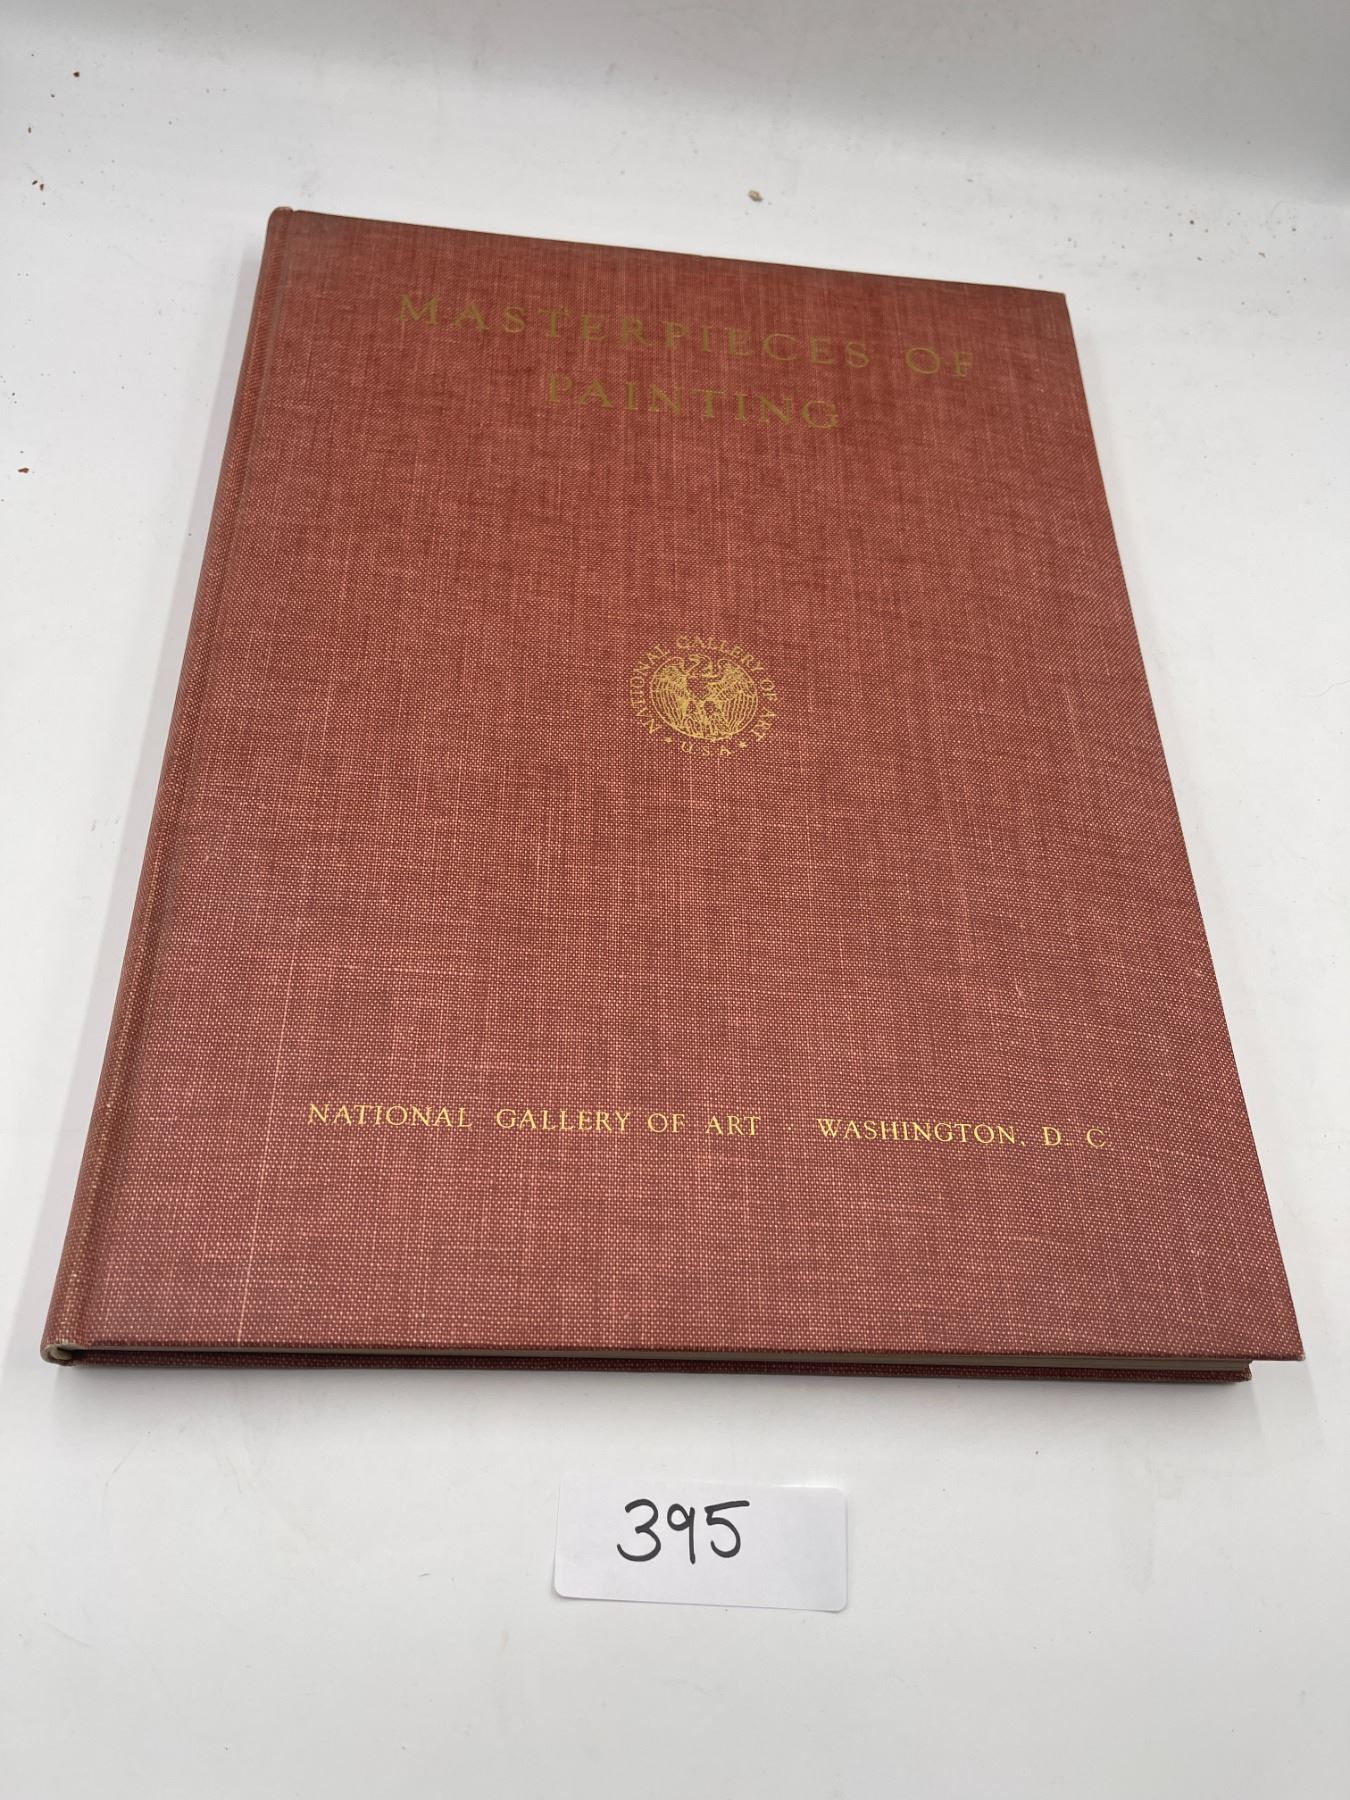 MASTERPIECES OF
PAINTING
NATIONAL GALLERY OF ART
★ U.S.A. ★
NATIONAL GALLERY OF ART · WASHINGTON, D. C.
395